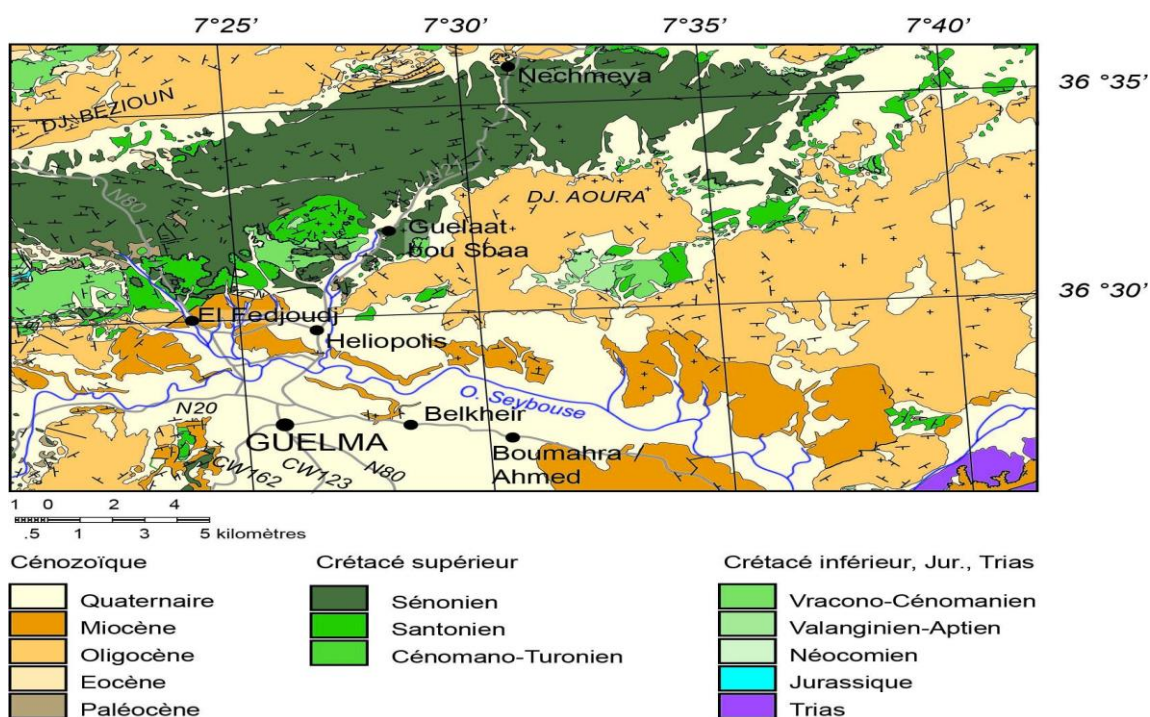 7°25’ 7°30’ 7°35’ 7°40’
Nechmeya
36 °35’
DJ. BEZIOUN
N21
N80
DJ. AOURA
Guelaat
bou Sbaa
36 °30’
El Fedjoudj
Heliopolis
O. Seybouse
N20
Belkheir
GUELMA
Boumahra
Ahmed
CW162
CW123
N80
1 0 2 4
.5 1 3 5 kilomètres
Cénozoïque
Quaternaire
Miocène
Oligocène
Eocène
Paléocène
Crétacé supérieur
Sénonien
Santonien
Cénomano-Turonien
Crétacé inférieur, Jur., Trias
Vracono-Cénomanien
Valanginien-Aptien
Néocomien
Jurassique
Trias